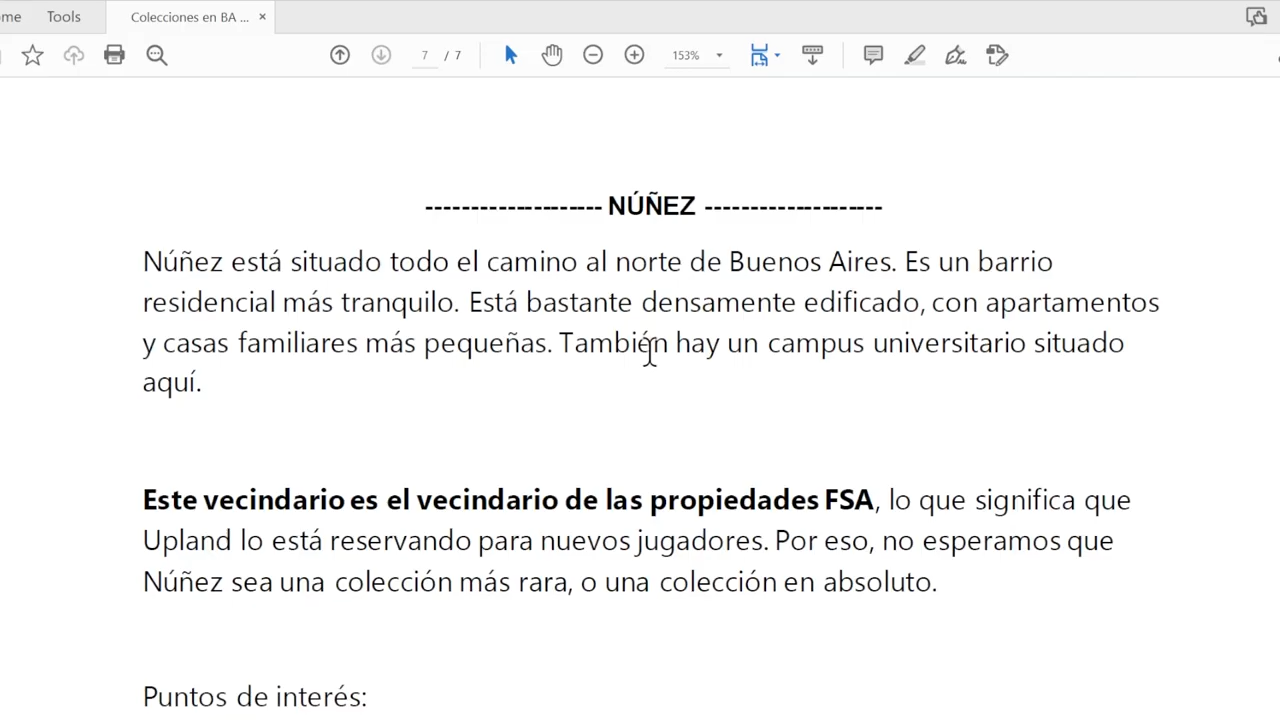 Tools
Colecciones en BA ... ×
7 / 7
153%
------------------- NÚÑEZ -------------------
Núñez está situado todo el camino al norte de Buenos Aires. Es un barrio
residencial más tranquilo. Está bastante densamente edificado, con apartamentos
y casas familiares más pequeñas. También hay un campus universitario situado
aquí.
Este vecindario es el vecindario de las propiedades FSA, lo que significa que
Upland lo está reservando para nuevos jugadores. Por eso, no esperamos que
Núñez sea una colección más rara, o una colección en absoluto.
Puntos de interés: